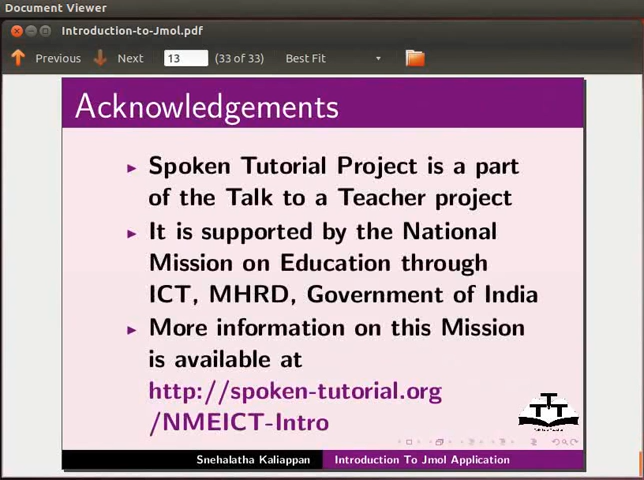 Document Viewer
Introduction-to-Jmol.pdf
Previous Next 13 (33 of 33) Best Fit
Acknowledgements
Spoken Tutorial Project is a part
of the Talk to a Teacher project
It is supported by the National
Mission on Education through
ICT, MHRD, Government of India
More information on this Mission
is available at
http://spoken-tutorial.org
/NMEICT-Intro
Snehalatha Kaliappan Introduction To Jmol Application